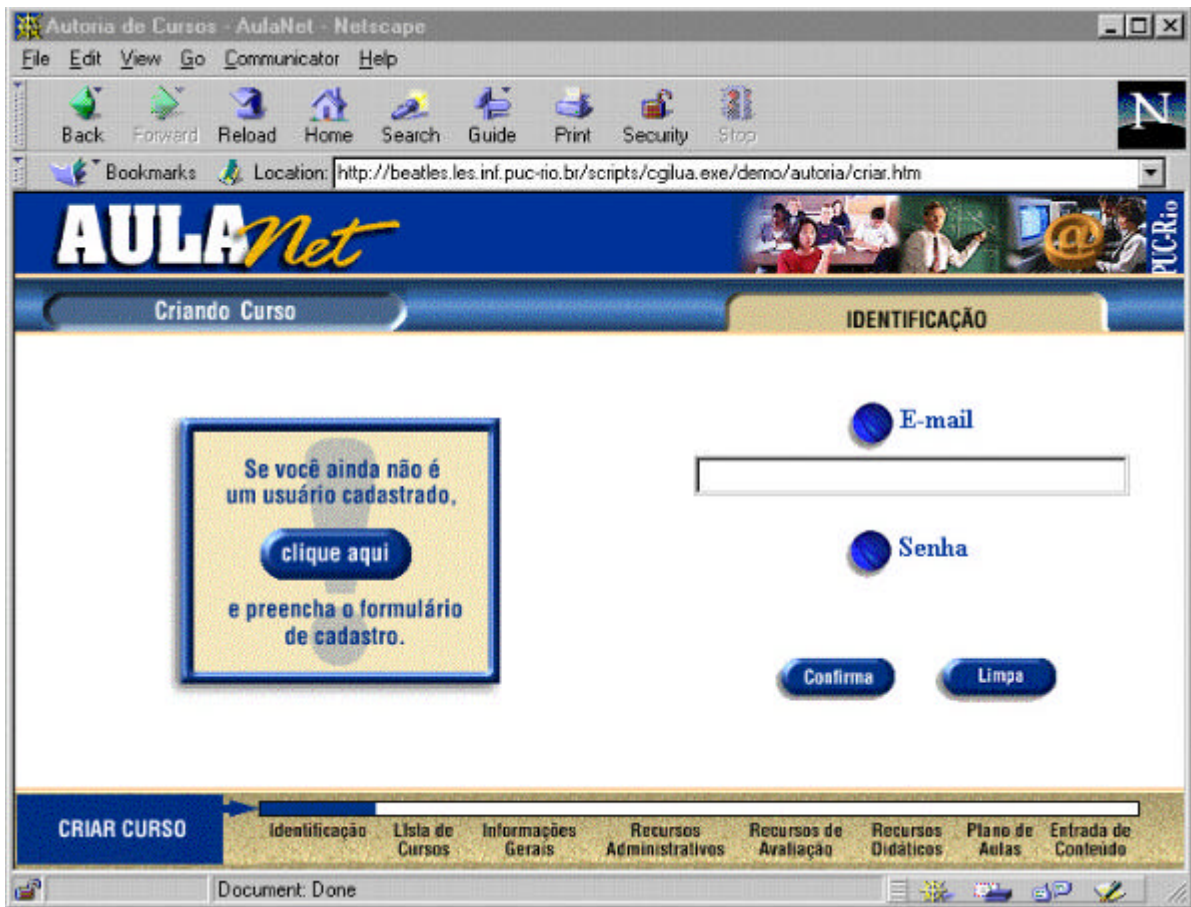 Autoria de Cursos - AulaNet - Netscape
File Edit View Go Communicator Help
Back Forward Reload Home Search Guide Print Security Stop
N
Bookmarks Location: http://beatles.les.inf.puc-rio.br/scripts/cgilua.exe/demo/autoria/criar.htm
AULANet
@
PUC-Rio
Criando Curso
IDENTIFICAÇÃO
Se você ainda não é
um usuário cadastrado,
clique aqui
e preencha o formulário
de cadastro.
E-mail
Senha
Confirma Limpa
CRIAR CURSO
Identificação
Lista de
Cursos
Informações
Gerais
Recursos
Administrativos
Recursos de
Avaliação
Recursos
Didáticos
Plano de
Aulas
Entrada de
Conteúdo
Document: Done